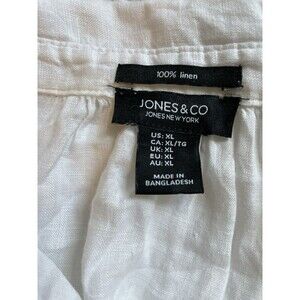 100% linen
JONES & CO
JONES NEW YORK
US: XL
CA: XL/TG
UK: XL
EU: XL
AU: XL
MADE IN
BANGLADESH